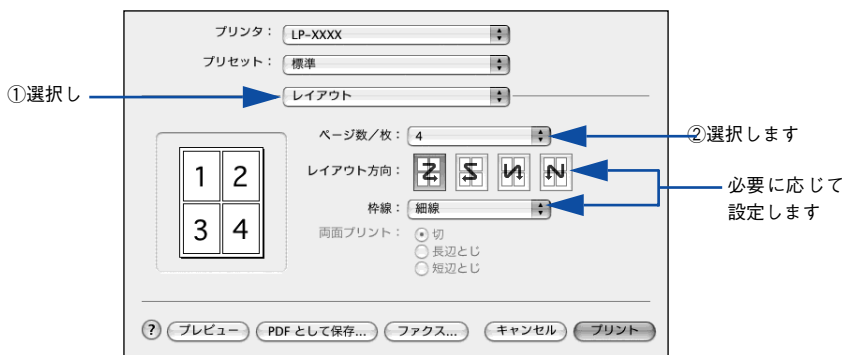 プリンタ： LP-XXXX
プリセット： 標準
①選択し
レイアウト
ページ数／枚： 4
②選択します
レイアウト方向：
必要に応じて
設定します
枠線： 細線
両面プリント： 切
長辺とじ
短辺とじ
1 2
3 4
? プレビュー PDF として保存... ファクス... キャンセル プリント